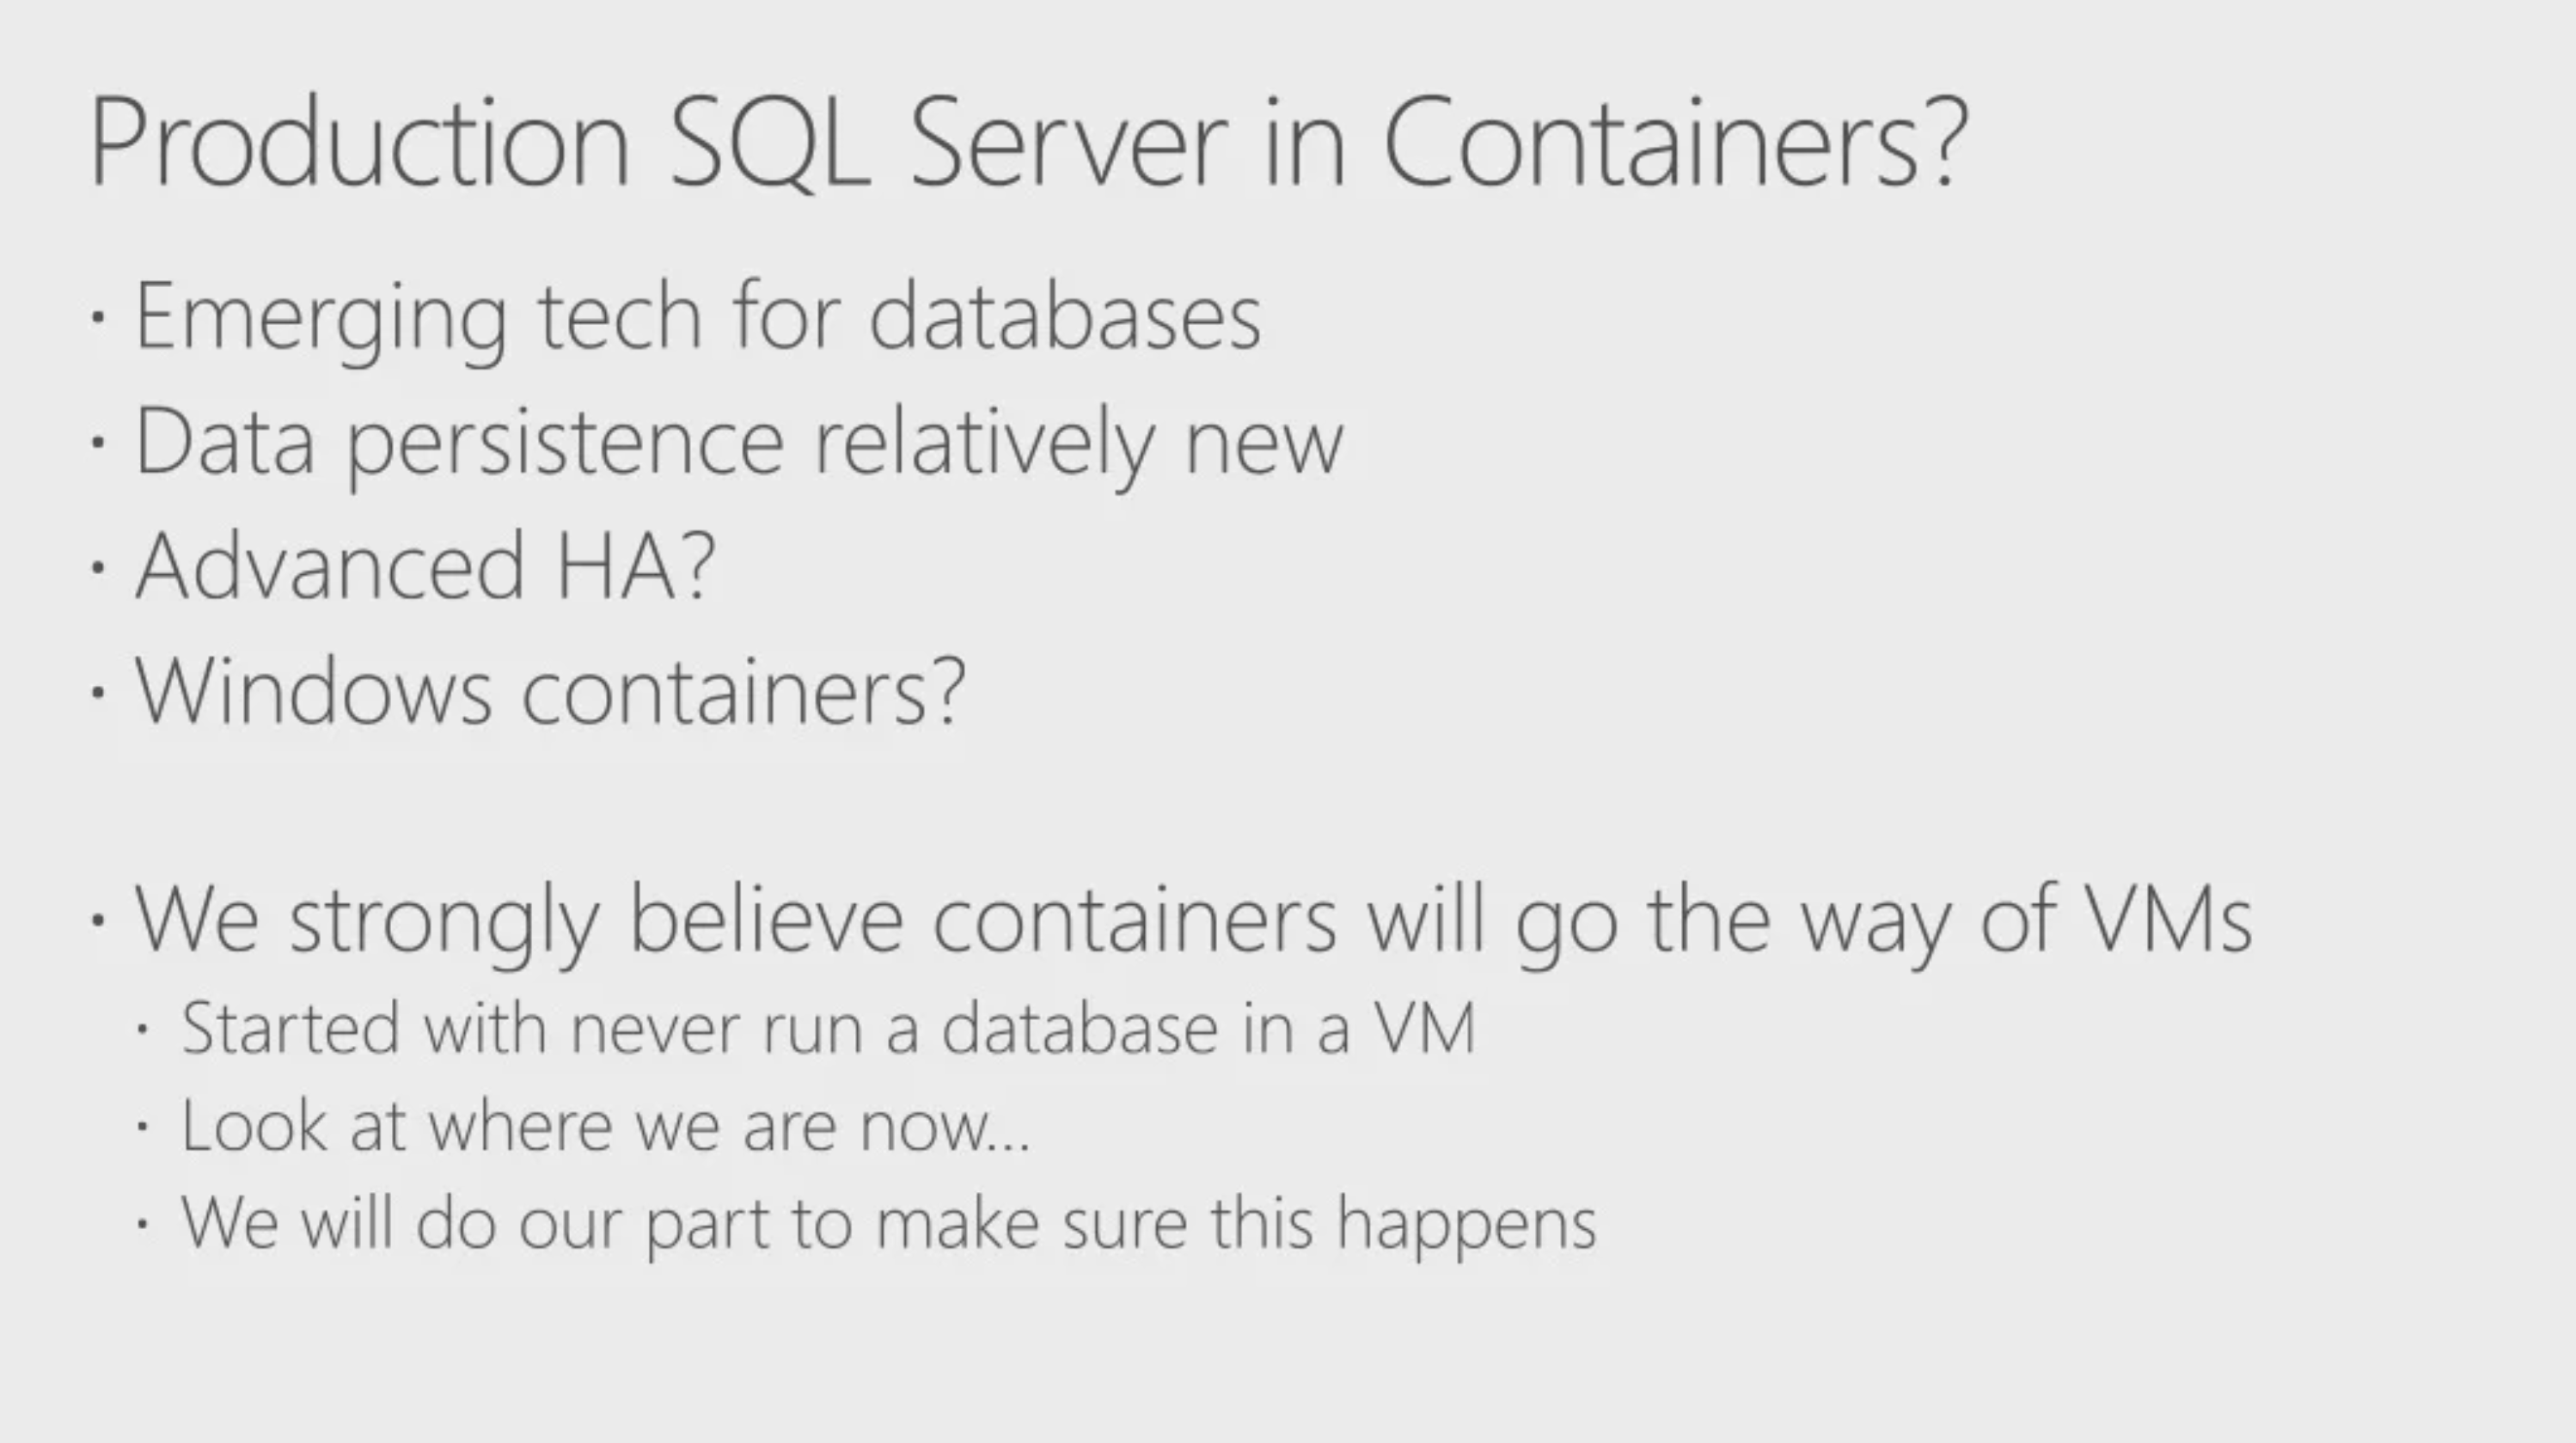 Production SQL Server in Containers?
· Emerging tech for databases
· Data persistence relatively new
· Advanced HA?
· Windows containers?
· We strongly believe containers will go the way of VMs
· Started with never run a database in a VM
· Look at where we are now...
· We will do our part to make sure this happens